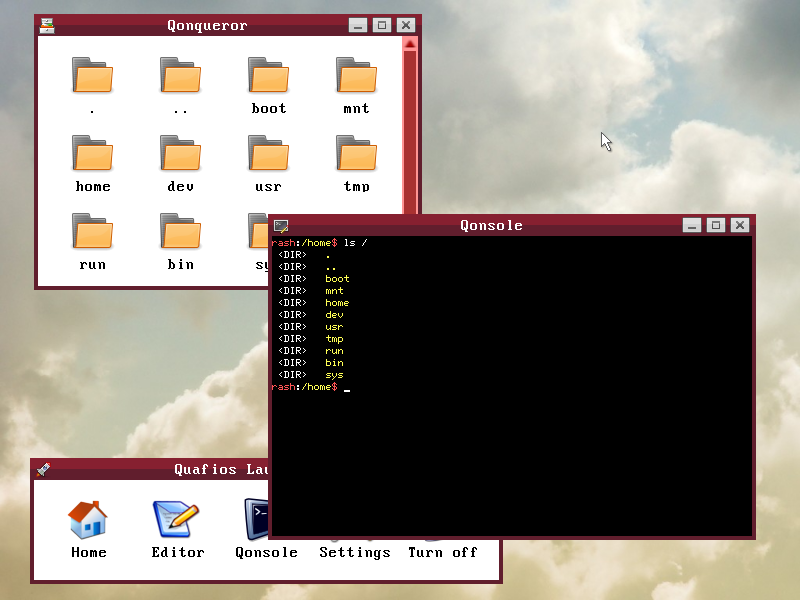 Qonqueror
. .. boot mnt
home dev usr tmp
run bin
Qonsole
rash:/home$ ls /
<DIR> .
<DIR> ..
<DIR> boot
<DIR> mnt
<DIR> home
<DIR> dev
<DIR> usr
<DIR> tmp
<DIR> run
<DIR> bin
<DIR> sys
rash:/home$ _
Quafios
Home Editor Qonsole Settings Turn off